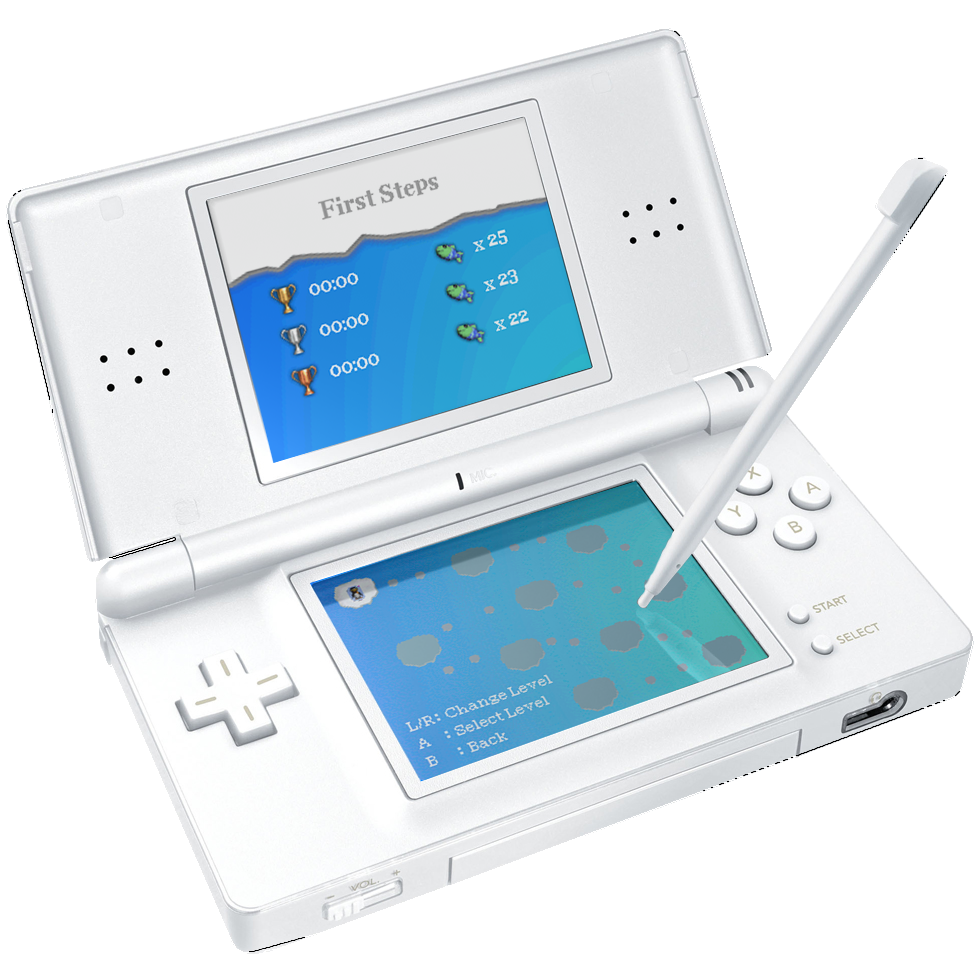 First Steps
00:00 x 25
00:00 x 23
00:00 x 22
MIC.
X
A
Y
B
START
SELECT
L/R: Change Level
A : Select Level
B : Back
- VOL. +